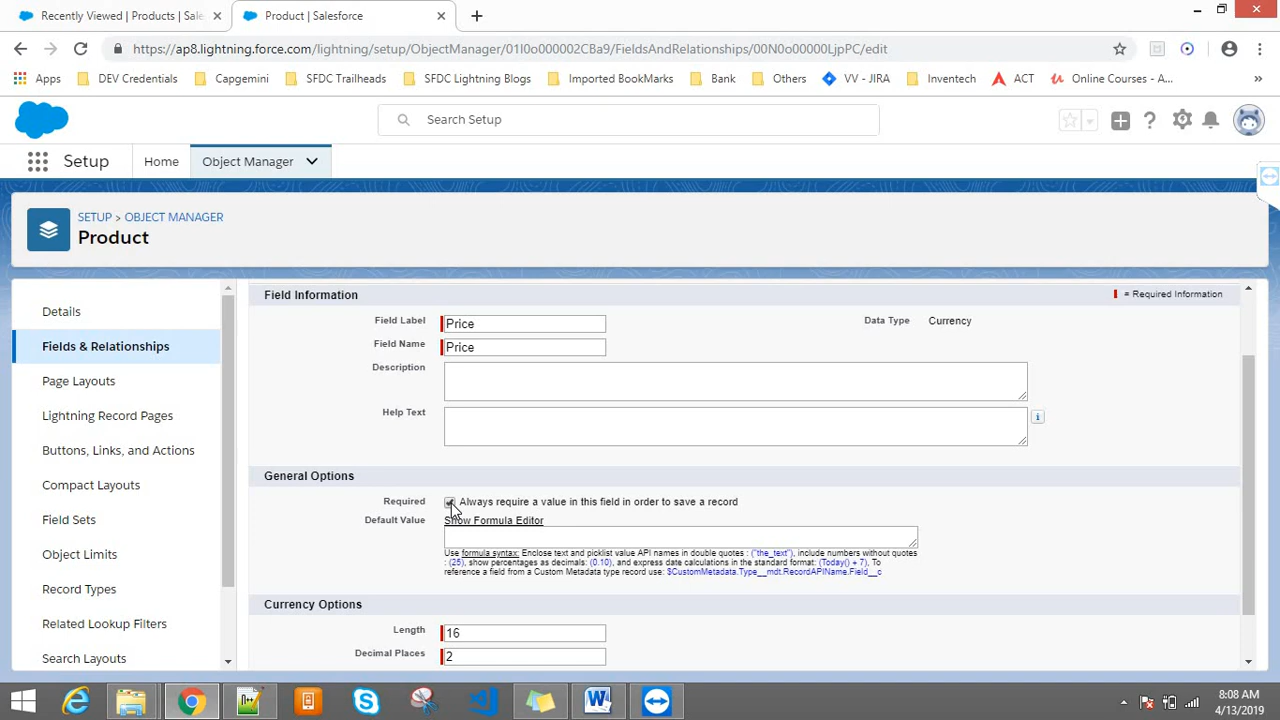 Recently Viewed | Products | Sale
Product | Salesforce
https://ap8.lightning.force.com/lightning/setup/ObjectManager/01I0o000002CBa9/FieldsAndRelationships/00N0o00000LjpPC/edit
Apps
DEV Credentials
Capgemini
SFDC Trailheads
SFDC Lightning Blogs
Imported BookMarks
Bank
Others
VV - JIRA
Inventech
ACT
Online Courses - A...
»
Search Setup
Setup
Home
Object Manager
SETUP > OBJECT MANAGER
Product
Details
Fields & Relationships
Page Layouts
Lightning Record Pages
Buttons, Links, and Actions
Compact Layouts
Field Sets
Object Limits
Record Types
Related Lookup Filters
Search Layouts
Field Information
= Required Information
Field Label Price
Data Type Currency
Field Name Price
Description
Help Text
General Options
Required Always require a value in this field in order to save a record
Default Value Show Formula Editor
Use formula syntax: Enclose text and picklist value API names in double quotes : ("the_text"), include numbers without quotes
: (25), show percentages as decimals: (0.10), and express date calculations in the standard format: (Today() + 7), To
reference a field from a Custom Metadata type record use: $CustomMetadata.Type__mdt.RecordAPIName.Field__c
Currency Options
Length 16
Decimal Places 2
8:08 AM
4/13/2019